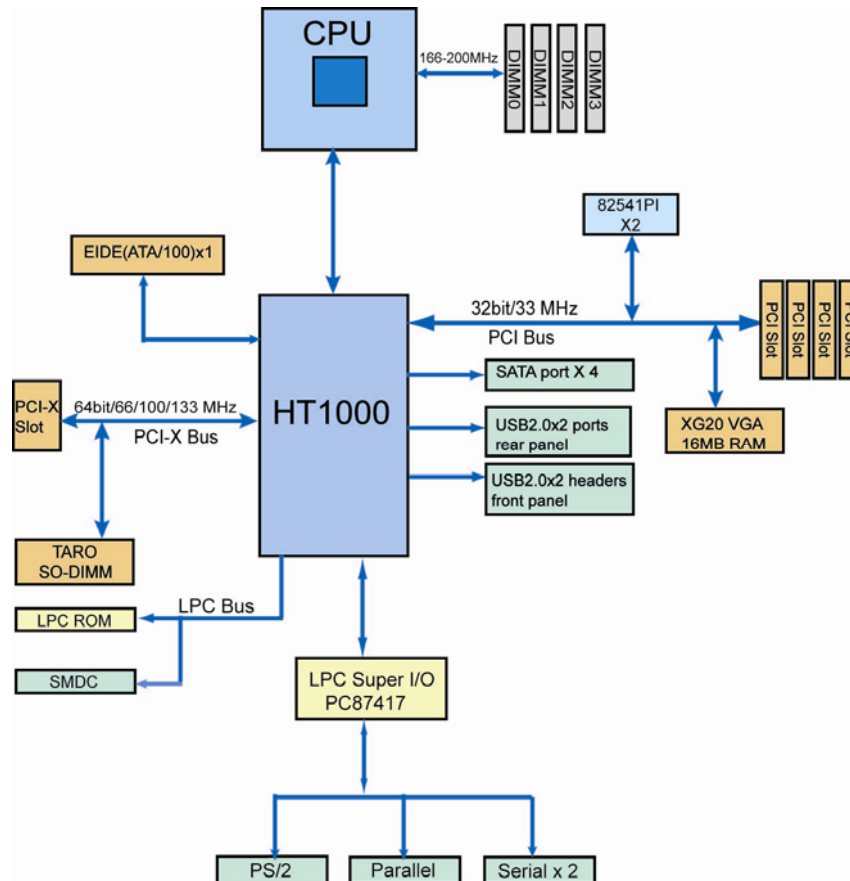 CPU
166-200MHz
DIMM0
DIMM1
DIMM2
DIMM3
82541PI
X2
EIDE(ATA/100)x1
32bit/33 MHz
PCI Bus
PCI Slot
PCI Slot
PCI Slot
PCI Slot
SATA port X 4
PCI-X
Slot
64bit/66/100/133 MHz
PCI-X Bus
HT1000
USB2.0x2 ports
rear panel
XG20 VGA
16MB RAM
USB2.0x2 headers
front panel
TARO
SO-DIMM
LPC Bus
LPC ROM
SMDC
LPC Super I/O
PC87417
PS/2
Parallel
Serial x 2